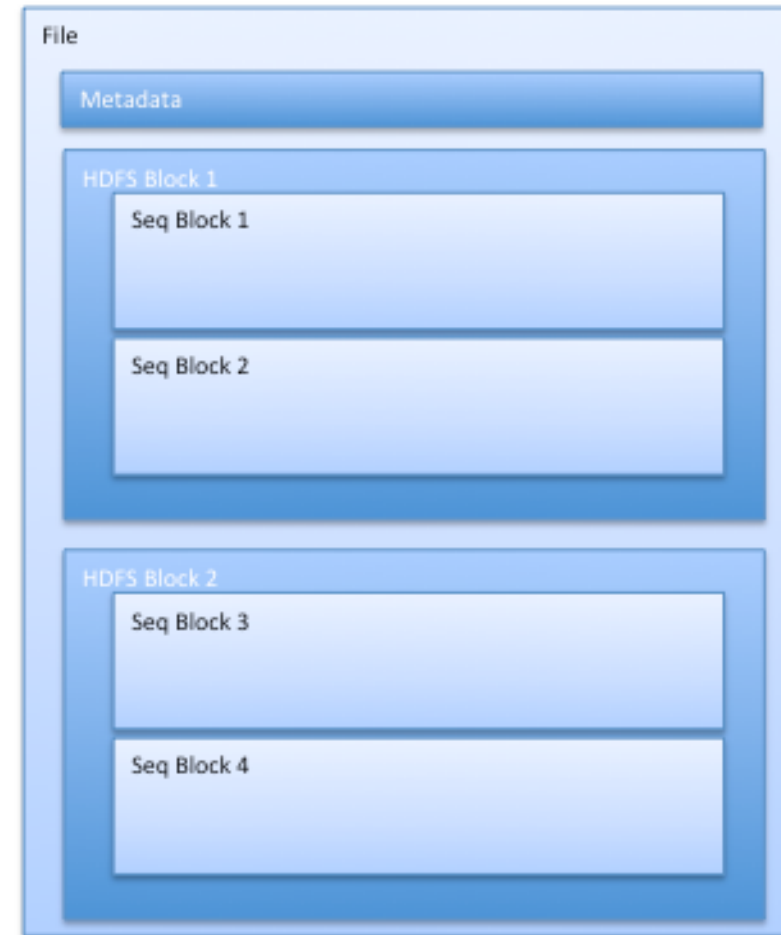 File
Metadata
HDFS Block 1
Seq Block 1
Seq Block 2
HDFS Block 2
Seq Block 3
Seq Block 4